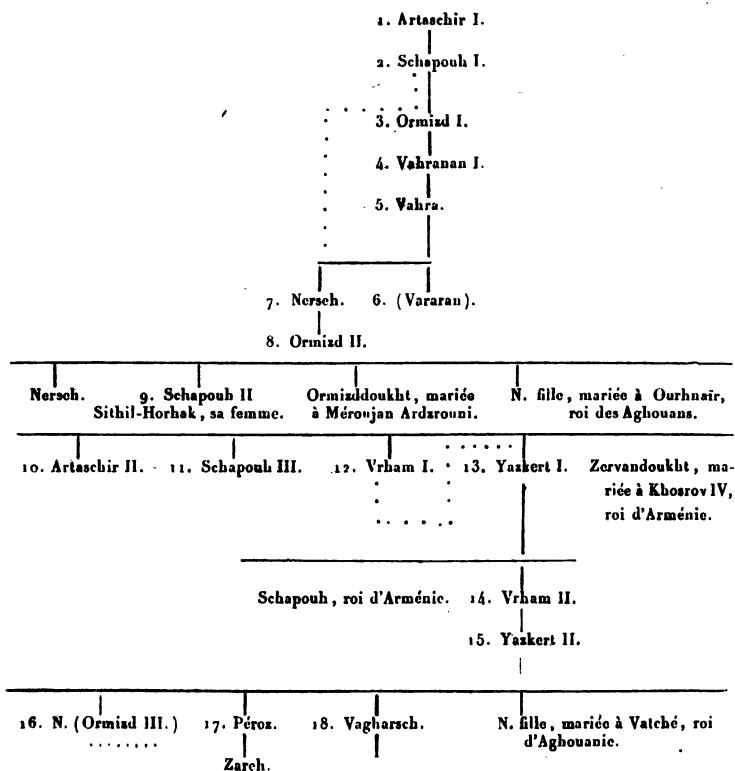 1. Artaschir I.
2. Schapouh I.
3. Ormizd I.
4. Vahranan I.
5. Vahra.
7. Nersch. 6. (Vararan).
8. Ormizd II.
Nersch. 9. Schapouh II Ormizddoukht, mariée N. fille, mariée à Ourhnaïr,
Sithil-Horhak, sa femme. à Méroujan Ardzrouni. roi des Aghouans.
10. Artaschir II. 11. Schapouh III. 12. Vrham I. 13. Yazkert I. Zervandoukht, ma-
riée à Khosrov IV,
roi d'Arménie.
Schapouh, roi d'Arménie. 14. Vrham II.
15. Yazkert II.
16. N. (Ormizd III.) 17. Péroz. 18. Vagharsch. N. fille, mariée à Vatché, roi
d'Aghouanie.
Zareh.